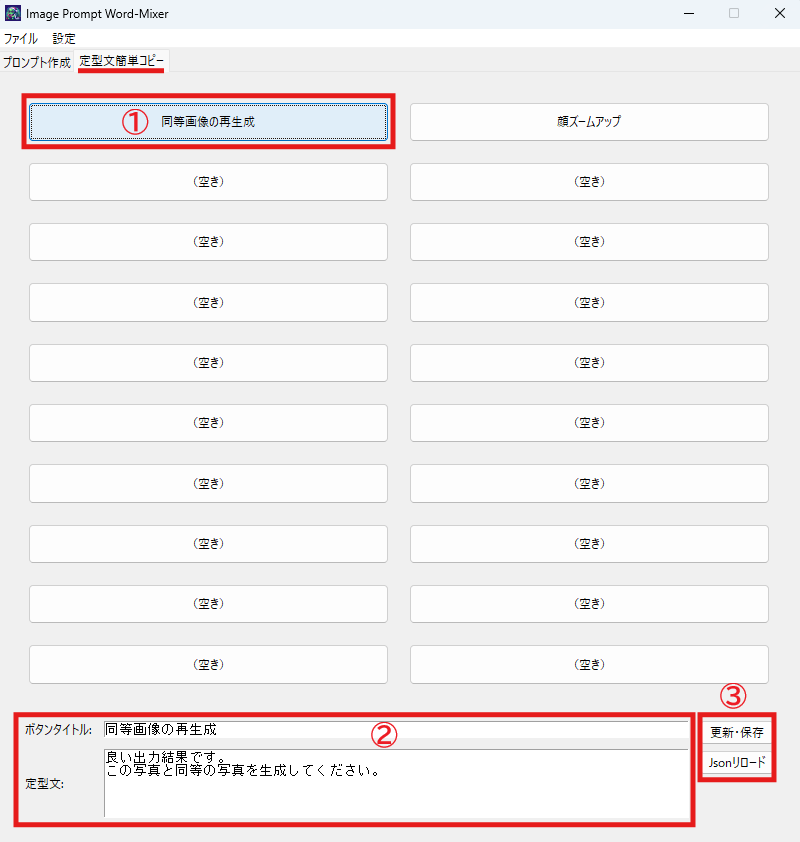 Image Prompt Word-Mixer
ファイル 設定
プロンプト作成 定型文簡単コピー
① 同等画像の再生成 顔ズームアップ
(空き) (空き)
(空き) (空き)
(空き) (空き)
(空き) (空き)
(空き) (空き)
(空き) (空き)
(空き) (空き)
(空き) (空き)
(空き) (空き)
③
ボタンタイトル: 同等画像の再生成 ② 更新・保存
良い出力結果です。
この写真と同等の写真を生成してください。
定型文:
Jsonリロード